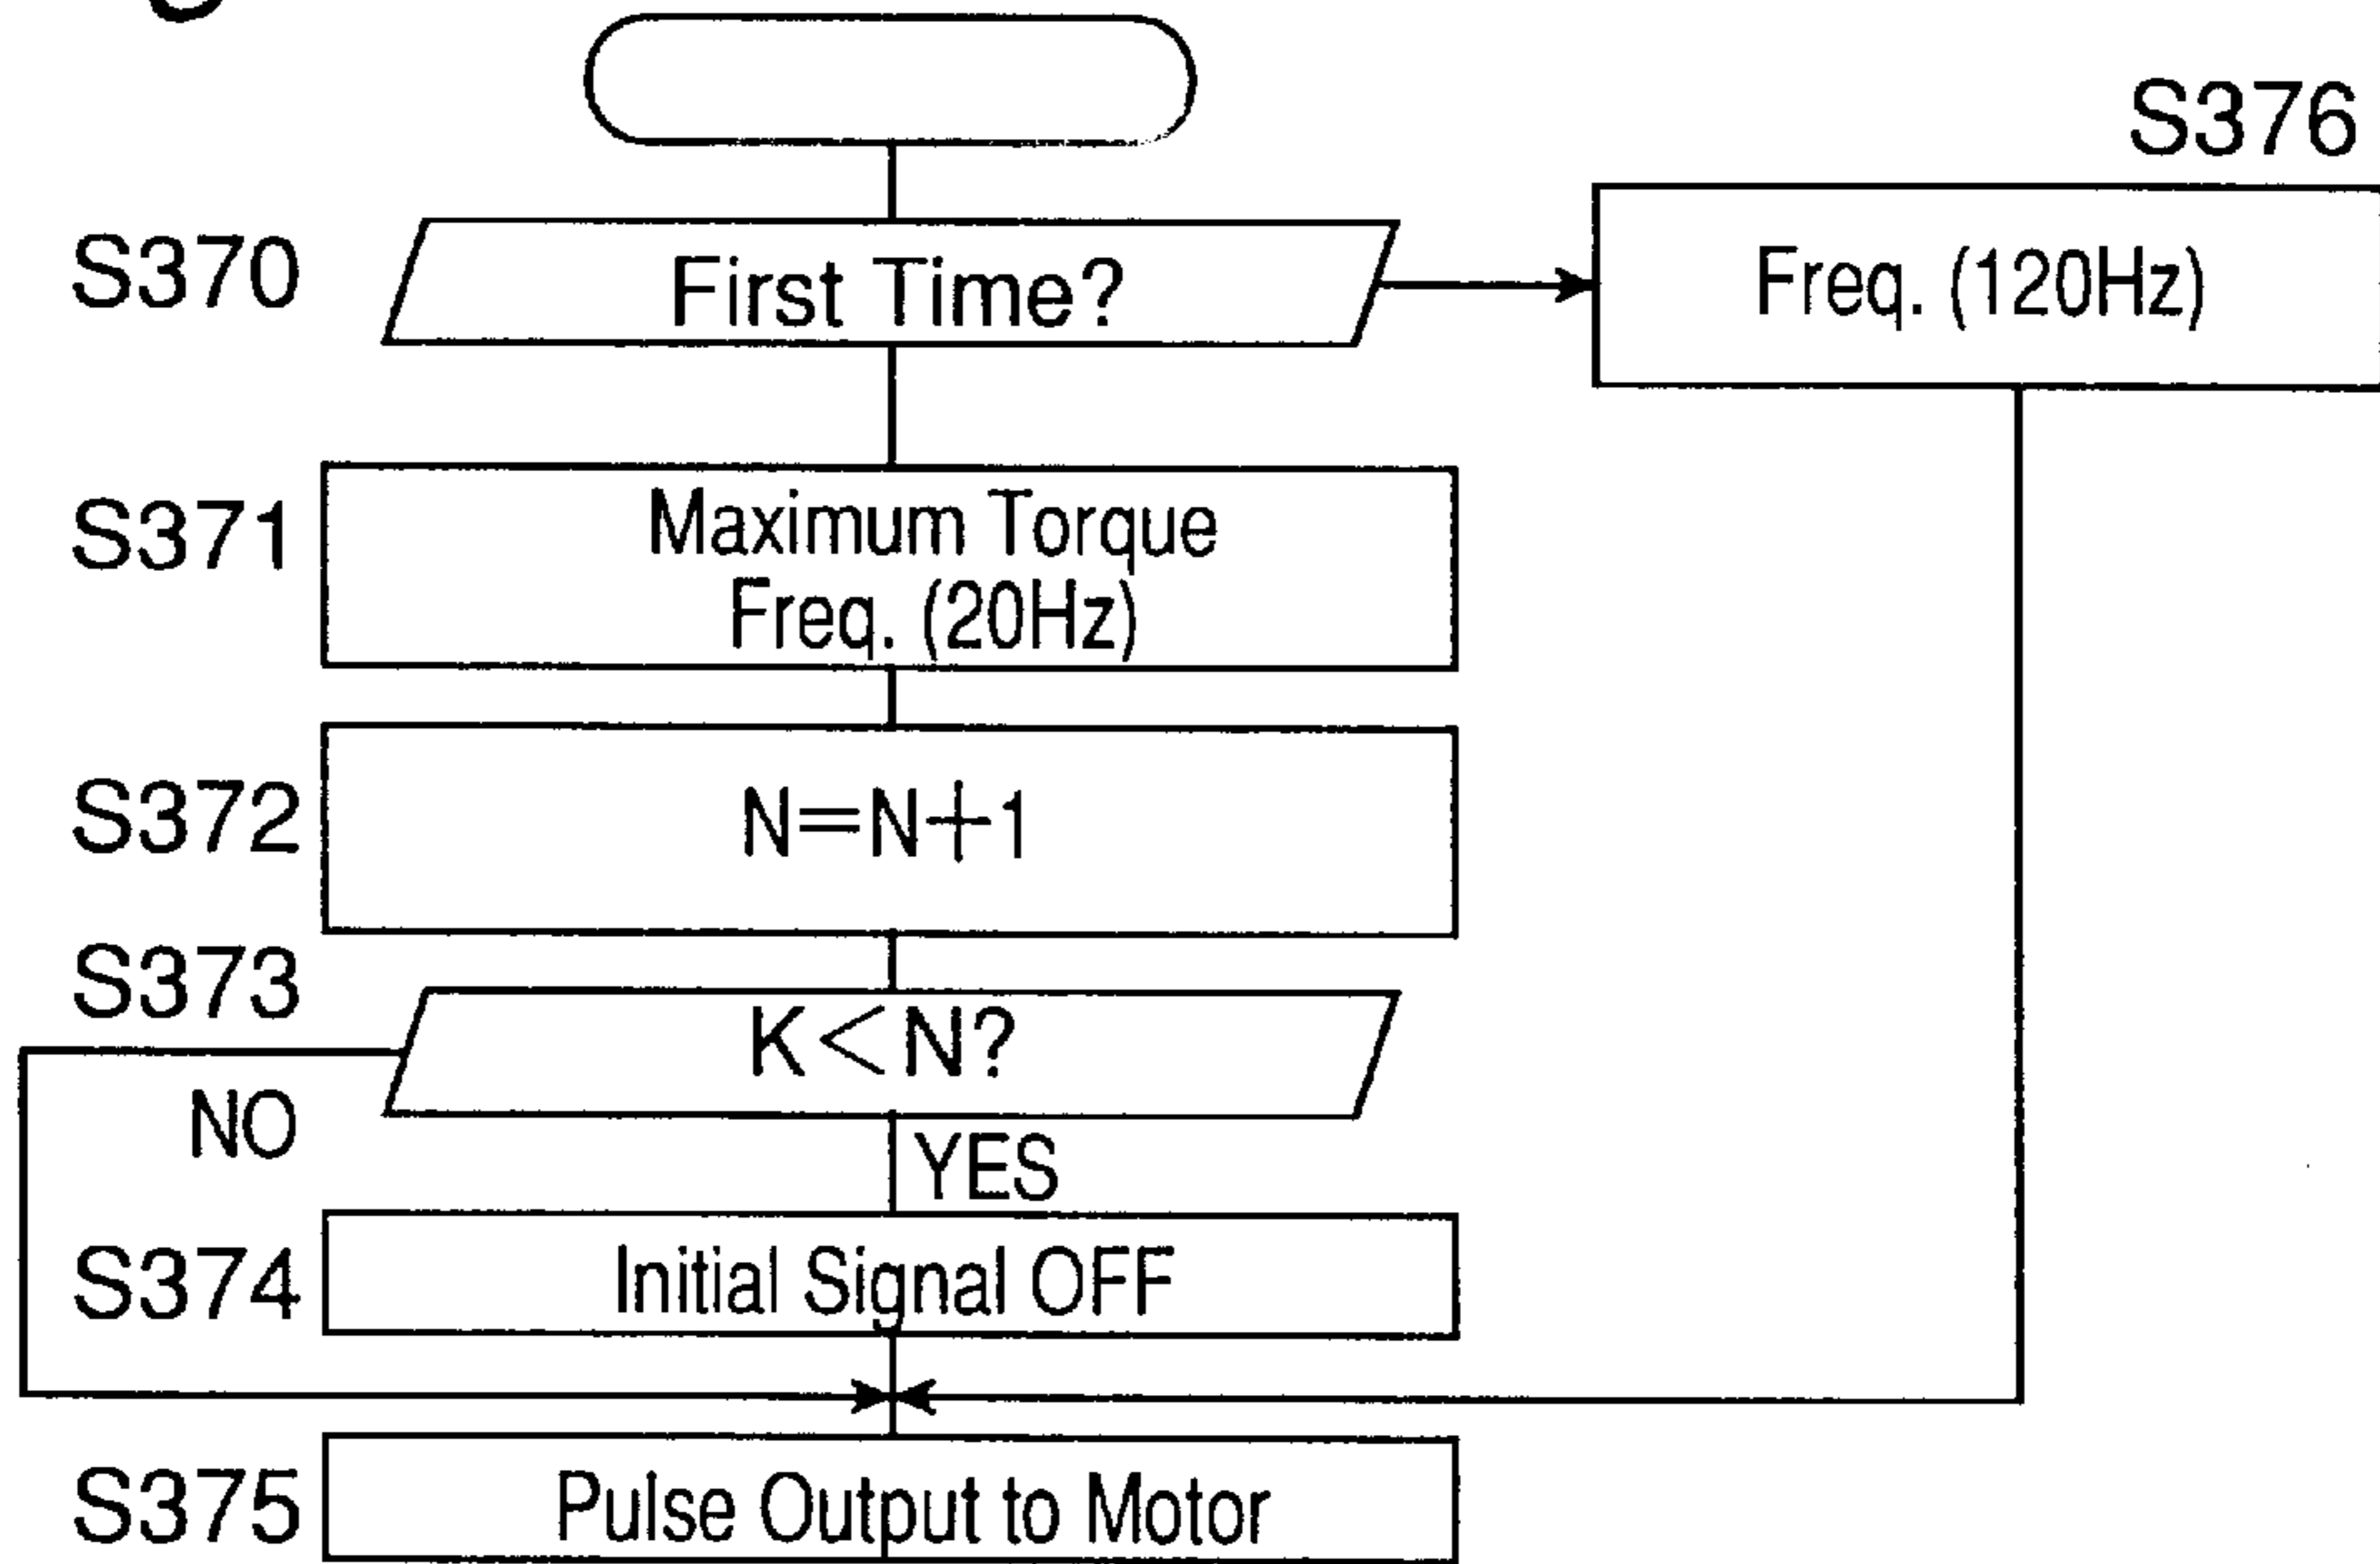 S376
S370
First Time?
Freq. (120Hz)
S371
Maximum Torque
Freq. (20Hz)
S372
N=N+1
S373
K<N?
NO
YES
S374
Initial Signal OFF
S375
Pulse Output to Motor